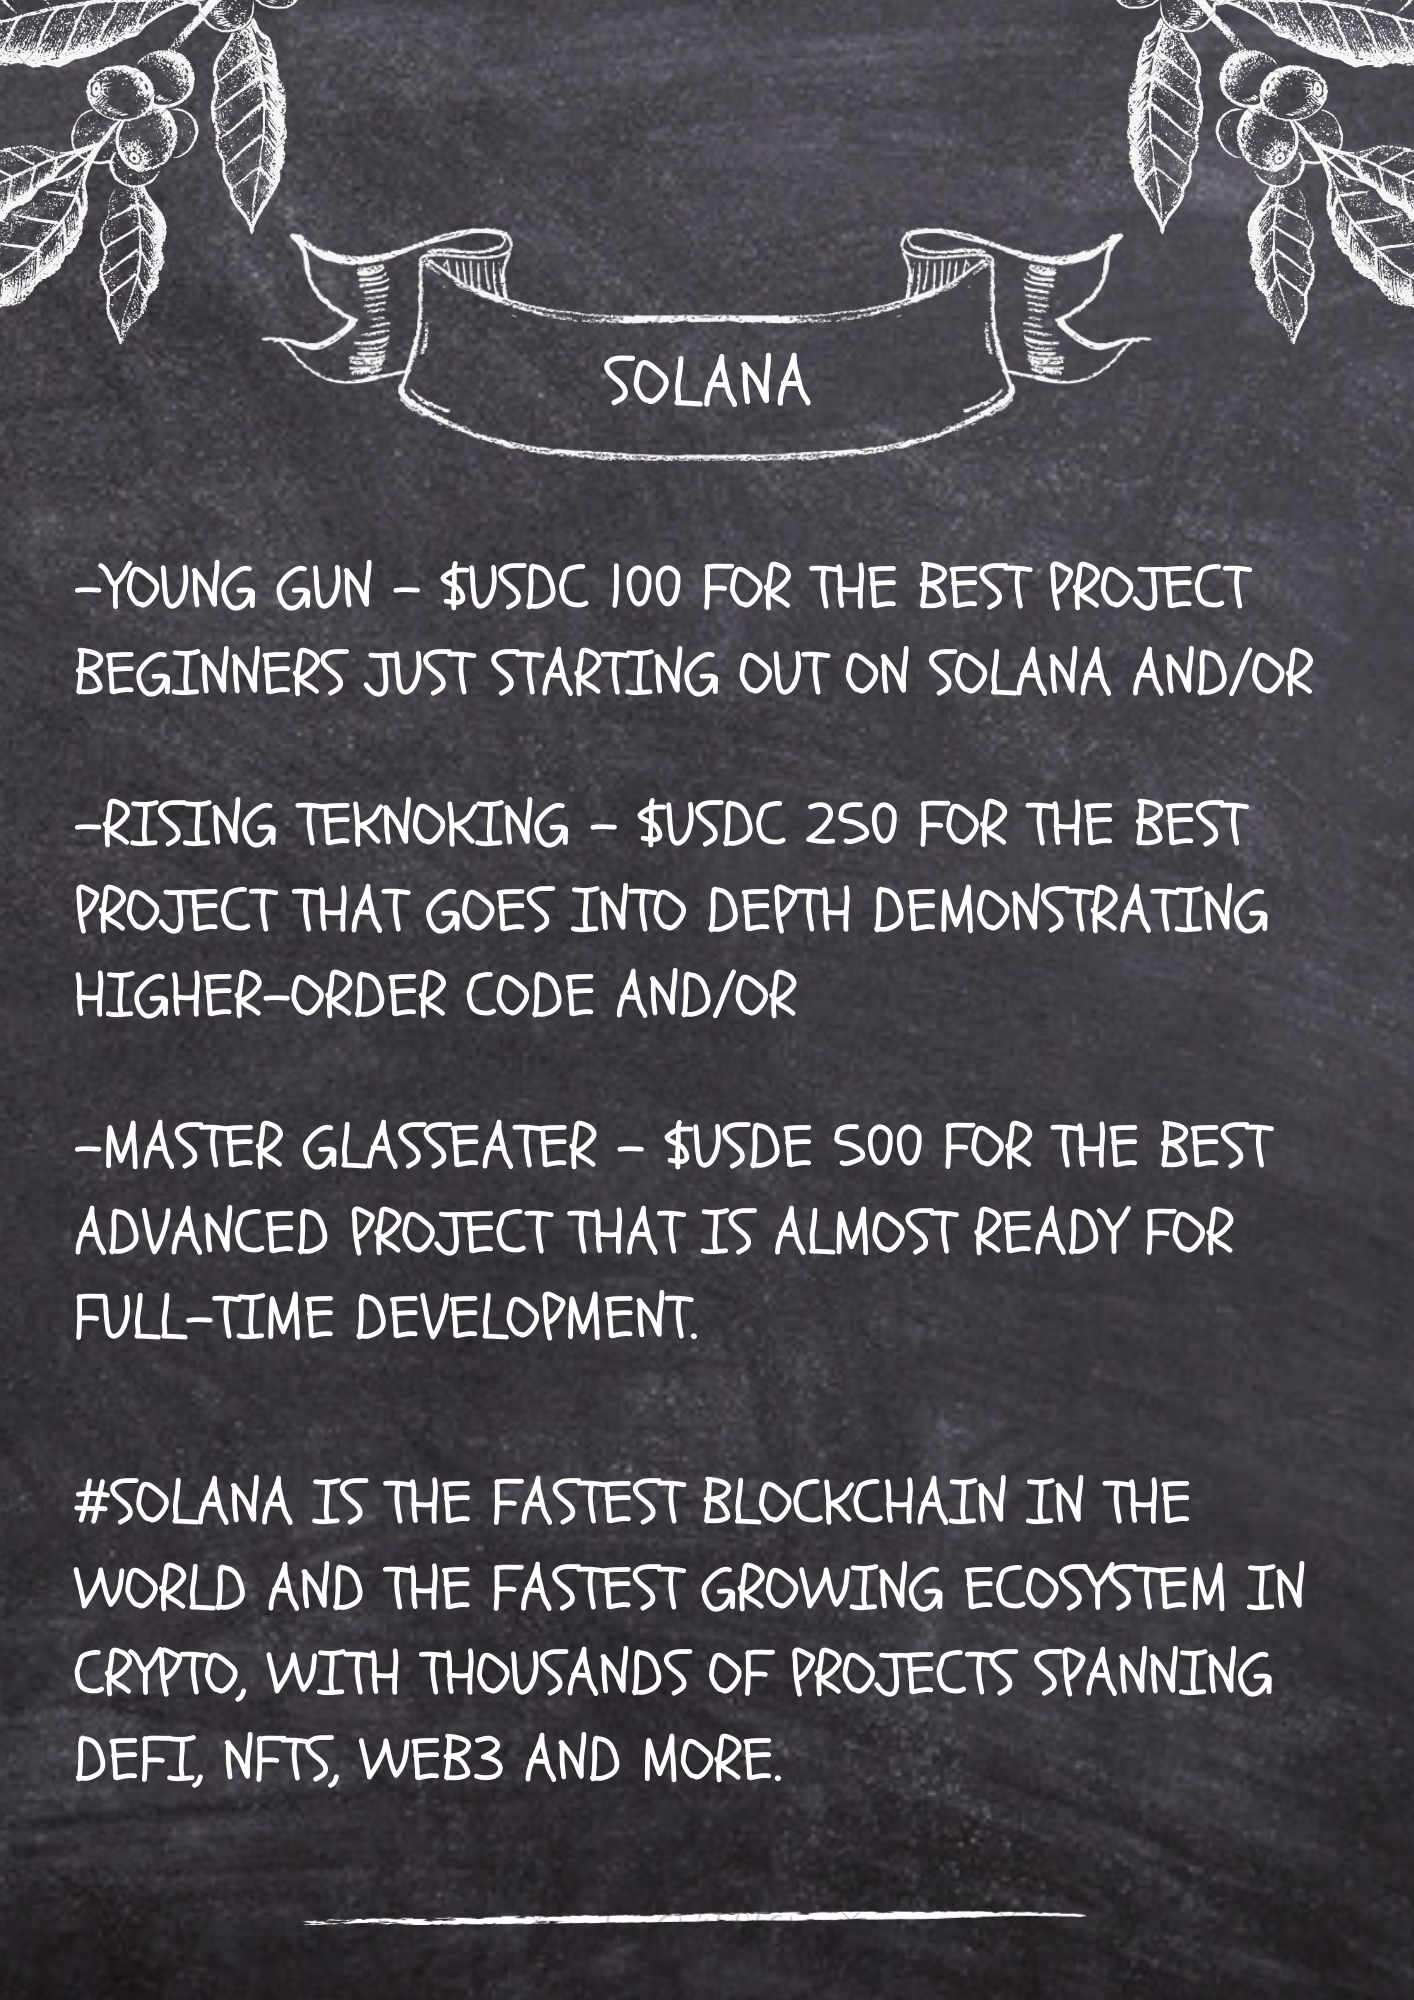 SOLANA
-YOUNG GUN - $USDC 100 FOR THE BEST PROJECT
BEGINNERS JUST STARTING OUT ON SOLANA AND/OR
-RISING TEKNOKING - $USDC 250 FOR THE BEST
PROJECT THAT GOES INTO DEPTH DEMONSTRATING
HIGHER-ORDER CODE AND/OR
-MASTER GLASSEATER - $USDE 500 FOR THE BEST
ADVANCED PROJECT THAT IS ALMOST READY FOR
FULL-TIME DEVELOPMENT.
#SOLANA IS THE FASTEST BLOCKCHAIN IN THE
WORLD AND THE FASTEST GROWING ECOSYSTEM IN
CRYPTO, WITH THOUSANDS OF PROJECTS SPANNING
DEFI, NFTS, WEB3 AND MORE.